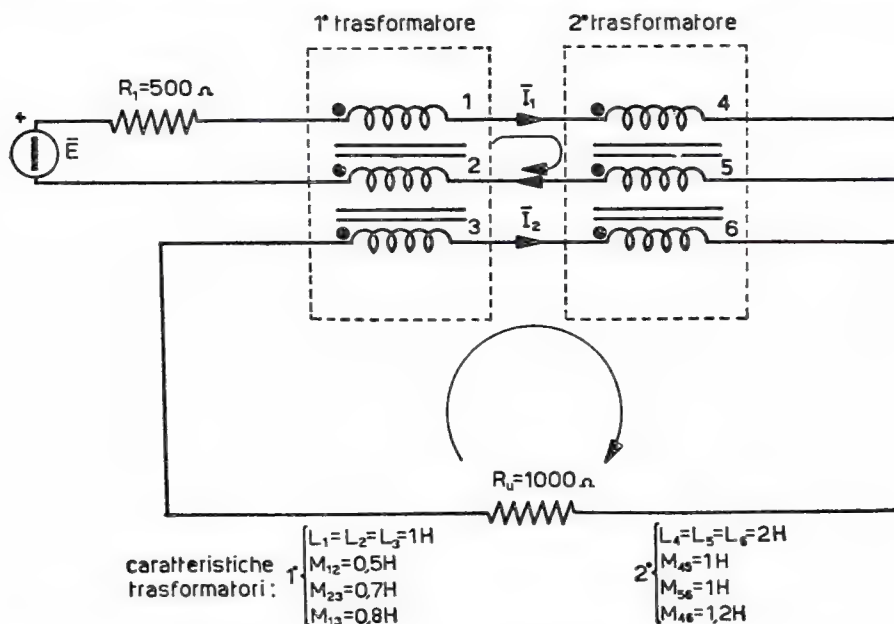 1° trasformatore
2° trasformatore
R₁=500 Ω
1
Ī₁
4
+
Ē
2
5
3
Ī₂
6
Rᵤ=1000 Ω
caratteristiche
trasformatori:
1°
L₁=L₂=L₃=1H
M₁₂=0,5H
M₂₃=0,7H
M₁₃=0,8H
2°
L₄=L₅=L₆=2H
M₄₅=1H
M₅₆=1H
M₄₆=1,2H